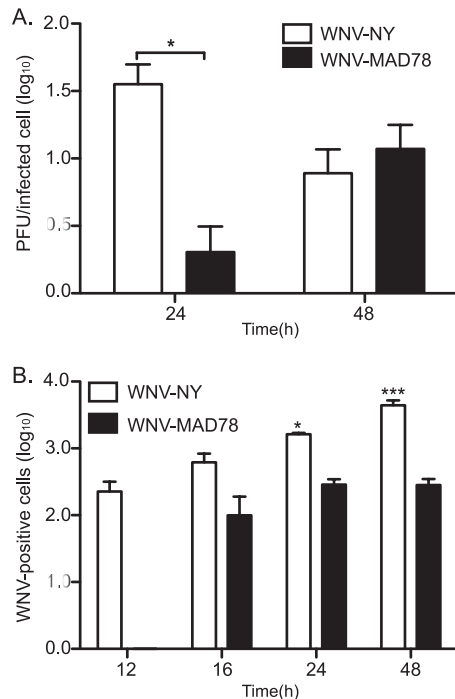 A.
WNV-NY
WNV-MAD78
*
PFU/infected cell (log10)
2.0
1.5
1.0
0.5
0.0
24
48
Time(h)
B.
WNV-NY
WNV-MAD78
*
***
WNV-positive cells (log10)
4.0
3.0
2.0
1.0
0.0
12
16
24
48
Time(h)